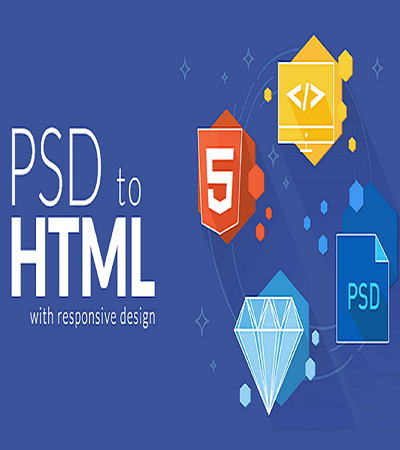 PSD to
HTML
with responsive design
5
</>
PSD